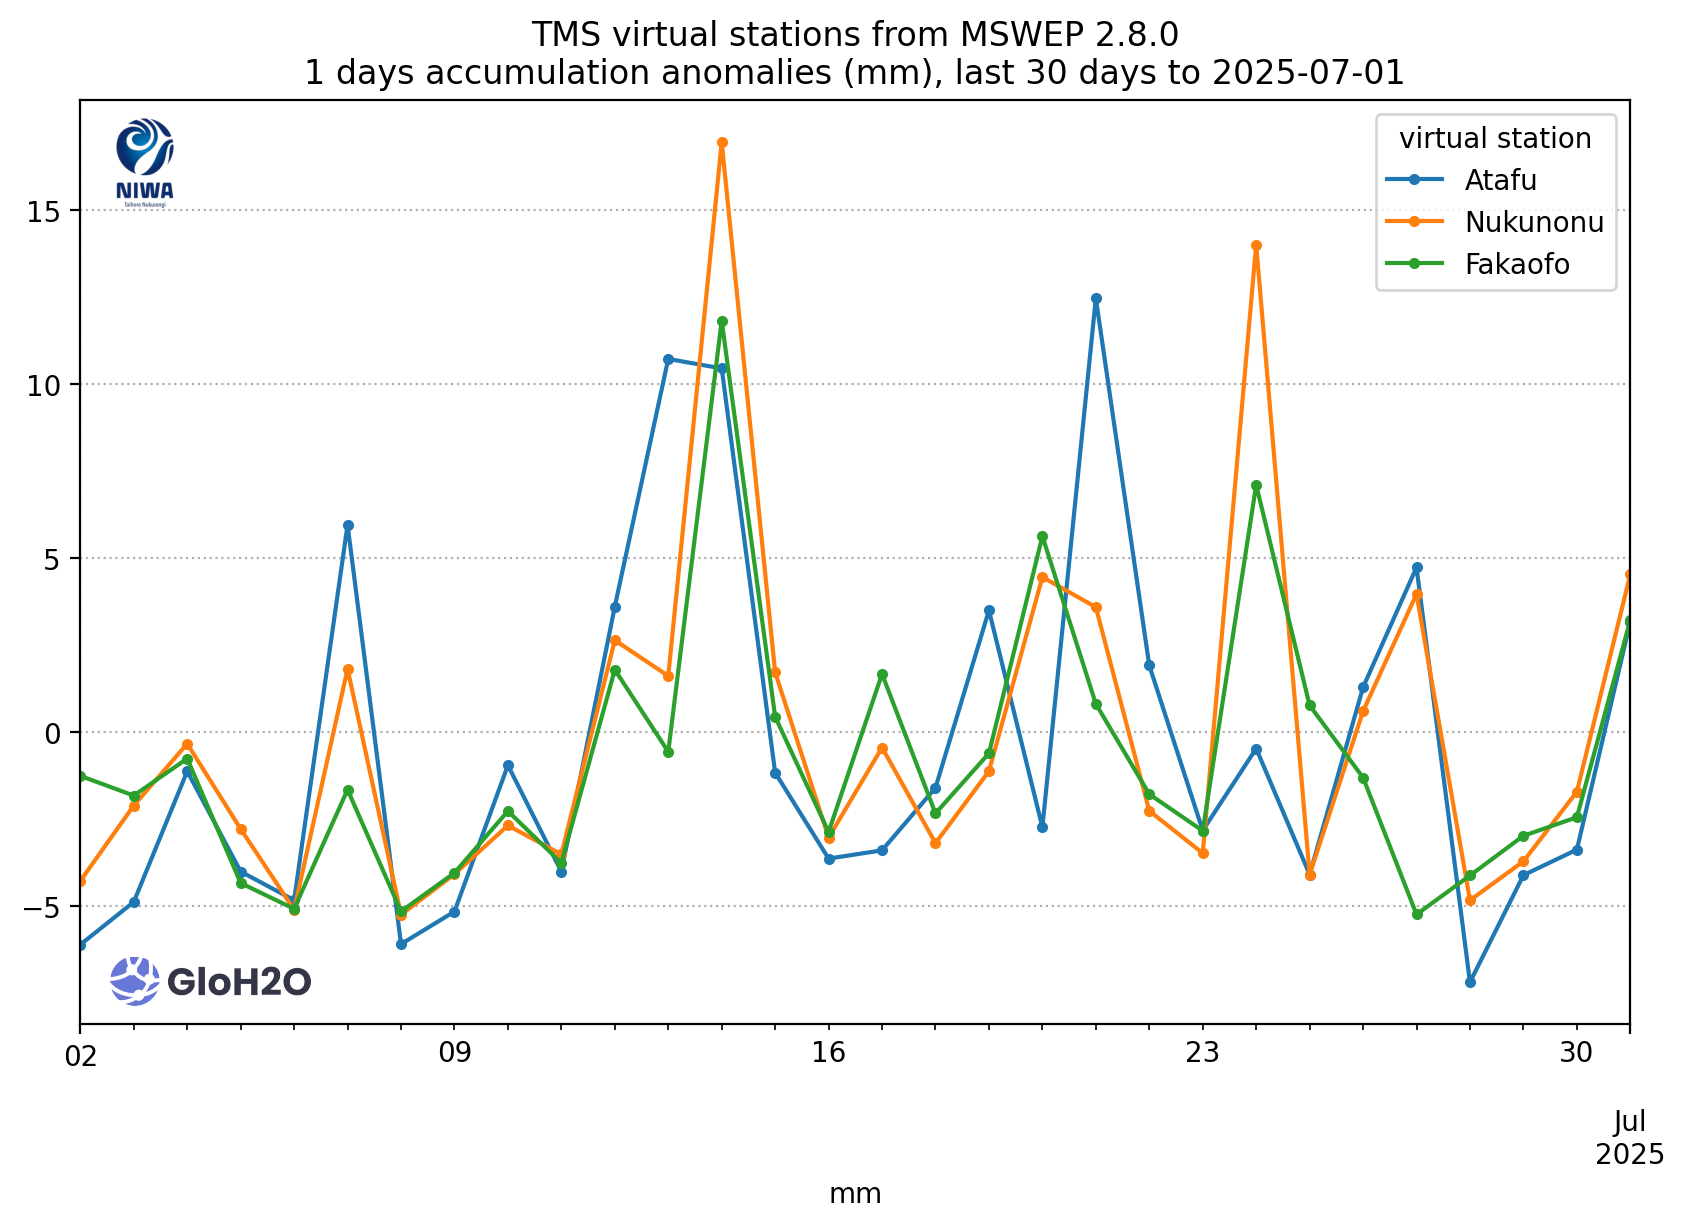 TMS virtual stations from MSWEP 2.8.0
1 days accumulation anomalies (mm), last 30 days to 2025-07-01
NIWA
Taihoro Nukurangi
virtual station
Atafu
Nukunonu
Fakaofo
15
10
5
0
−5
GloH2O
02
09
16
23
30
Jul
2025
mm